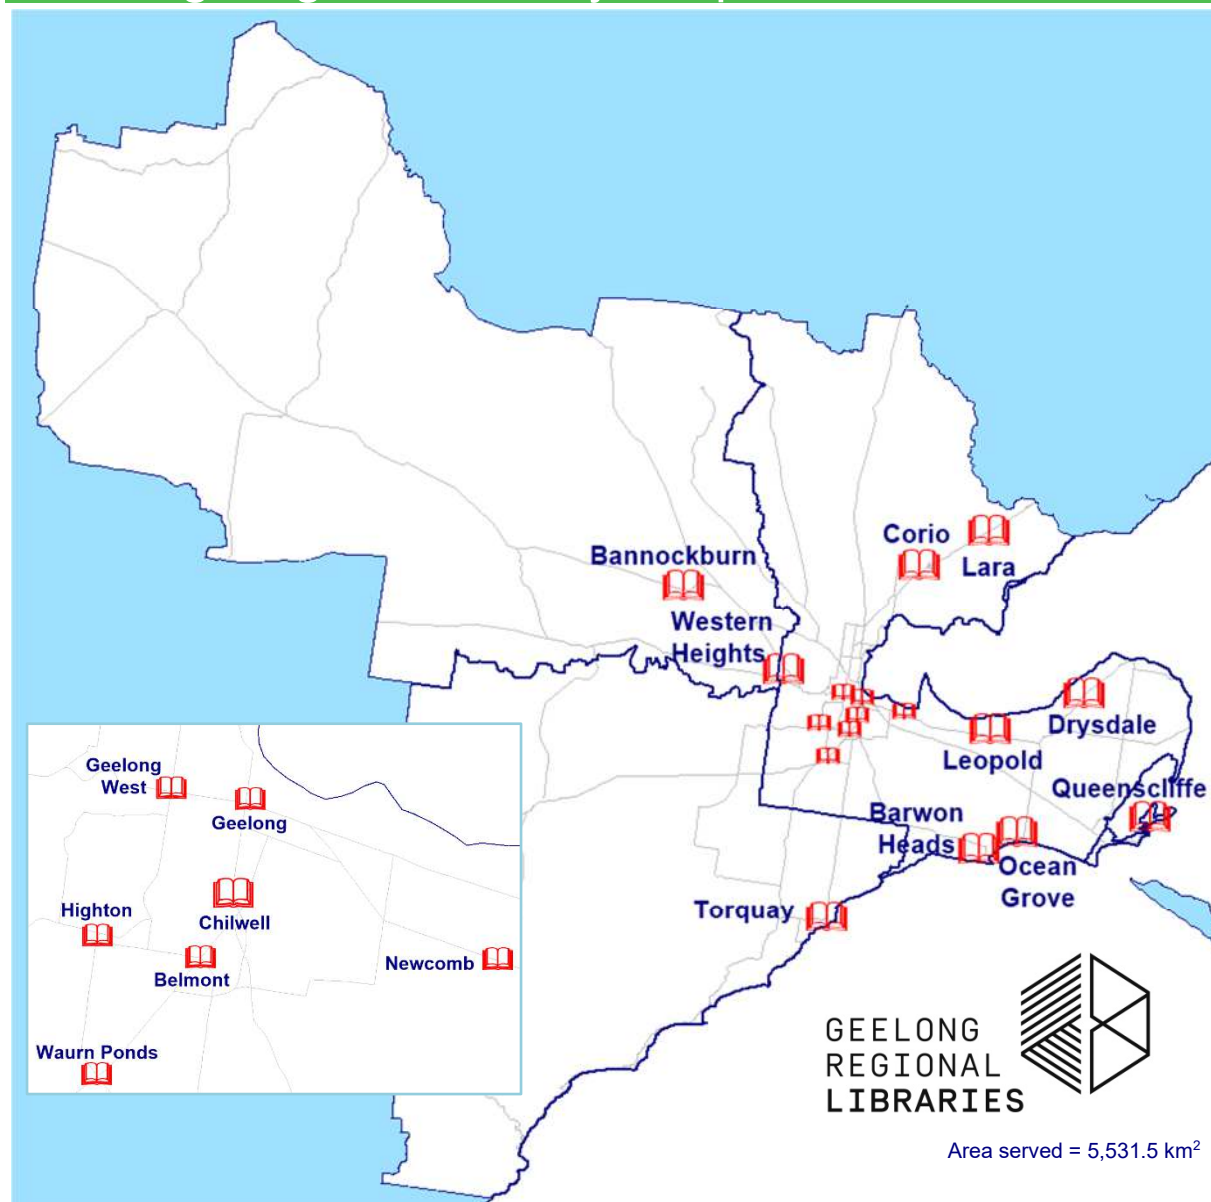 Corio
Lara
Bannockburn
Western
Heights
Drysdale
Leopold
Queenscliffe
Barwon
Heads
Ocean
Grove
Torquay
Geelong
West
Geelong
Highton
Chilwell
Belmont
Newcomb
Waurn Ponds
GEELONG
REGIONAL
LIBRARIES
Area served = 5,531.5 km²